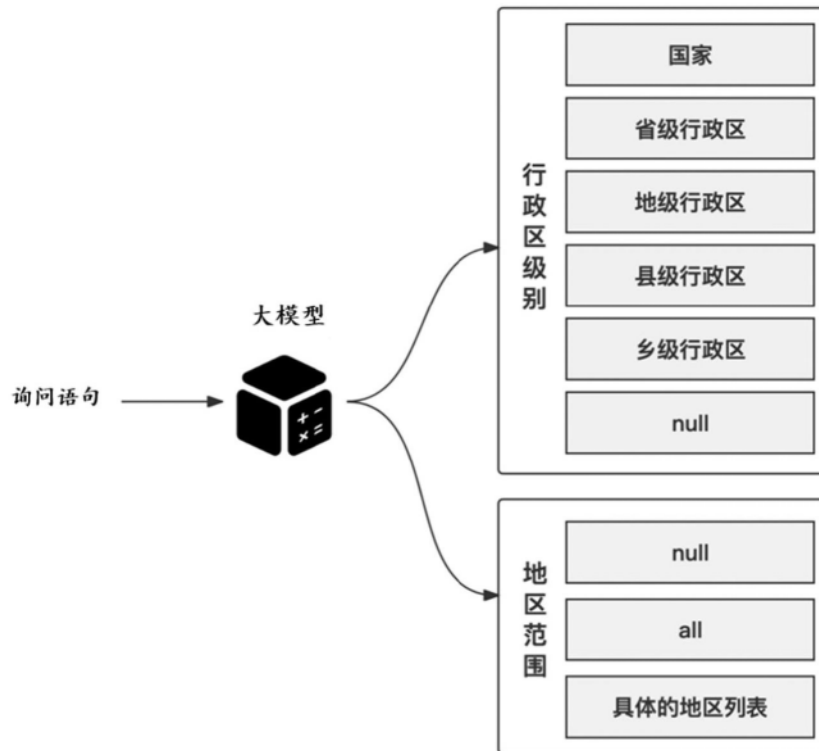 询问语句
大模型
+ -
× =
行政区级别
国家
省级行政区
地级行政区
县级行政区
乡级行政区
null
地区范围
null
all
具体的地区列表